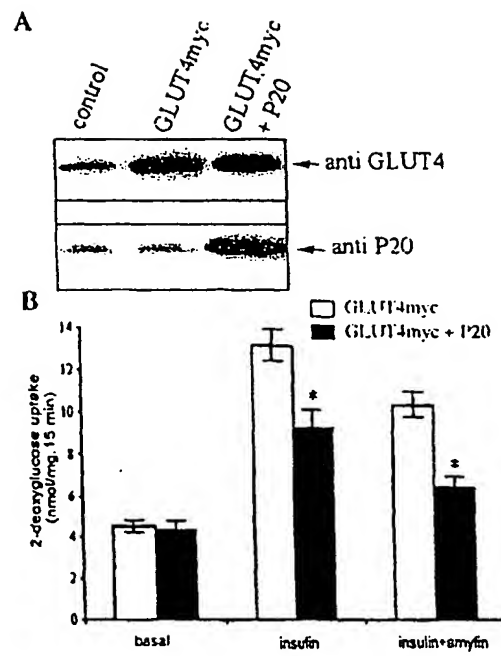 A
control
GLUT4myc
GLUT4myc
+ P20
anti GLUT4
anti P20
B
GLUT4myc
GLUT4myc + P20
14
12
10
8
6
4
2
0
2-deoxyglucose uptake
(nmol/mg. 15 min)
*
*
basal
insulin
insulin+amylin